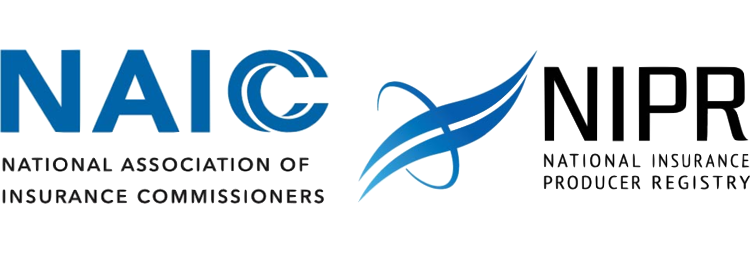 NAIC
NATIONAL ASSOCIATION OF
INSURANCE COMMISSIONERS
NIPR
NATIONAL INSURANCE
PRODUCER REGISTRY